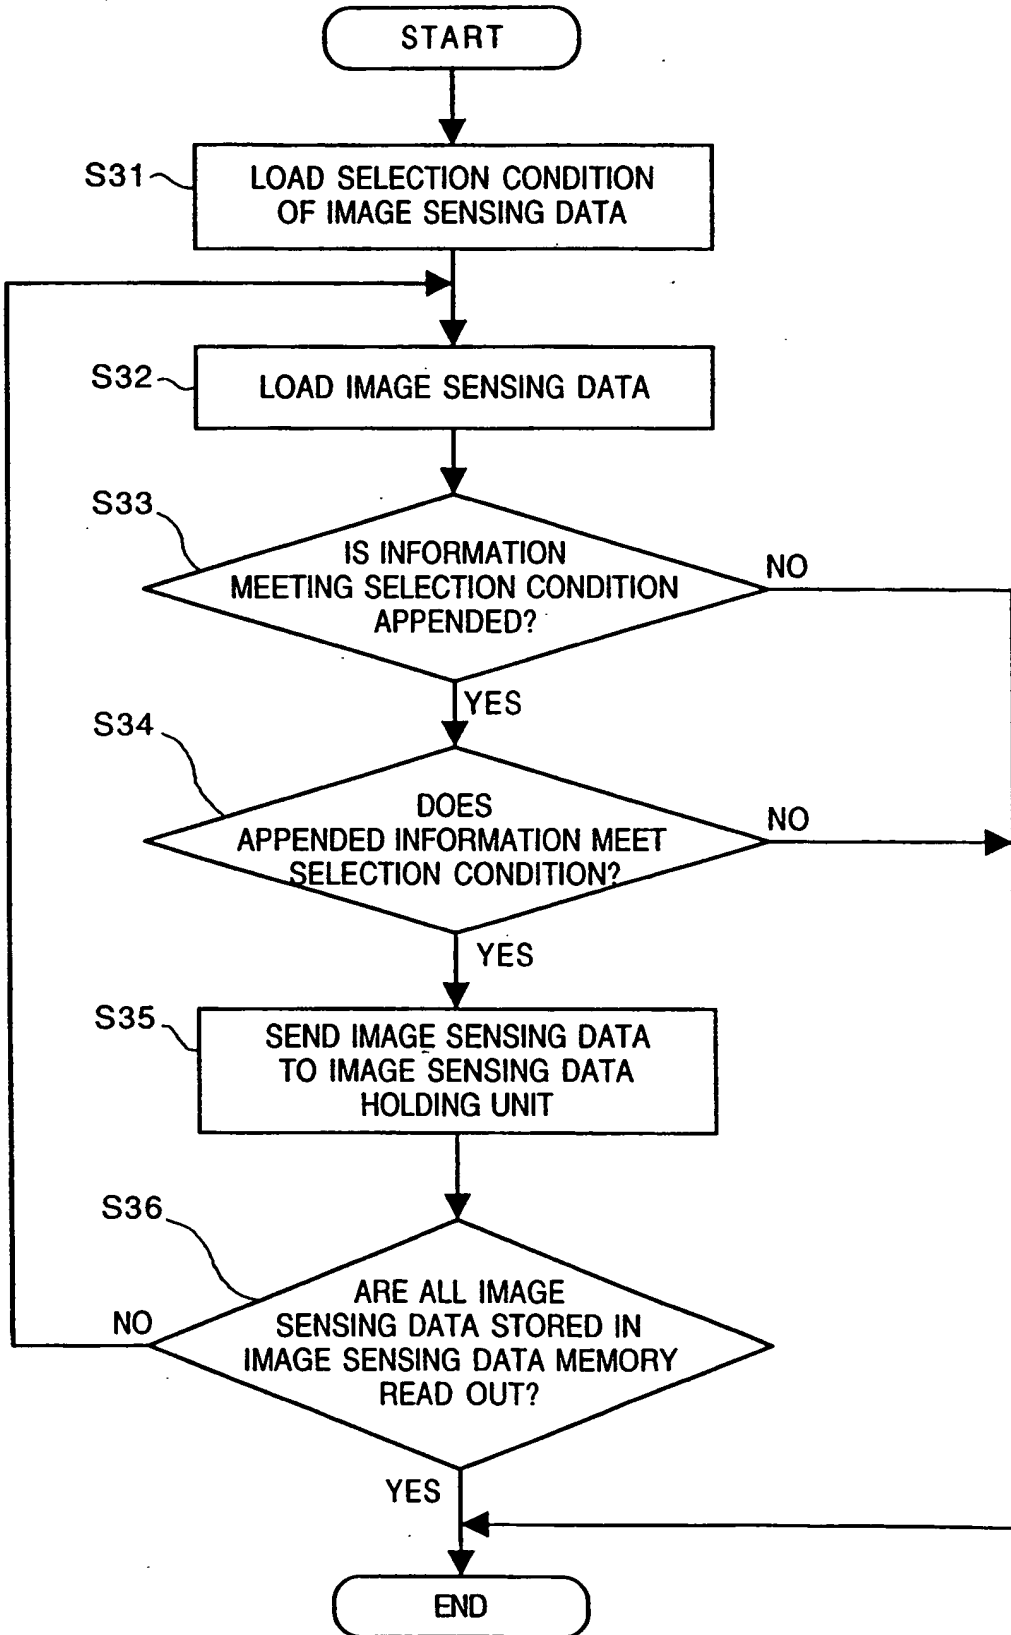 START
S31
LOAD SELECTION CONDITION
OF IMAGE SENSING DATA
S32
LOAD IMAGE SENSING DATA
S33
IS INFORMATION
MEETING SELECTION CONDITION
APPENDED?
NO
YES
S34
DOES
APPENDED INFORMATION MEET
SELECTION CONDITION?
NO
YES
S35
SEND IMAGE SENSING DATA
TO IMAGE SENSING DATA
HOLDING UNIT
S36
ARE ALL IMAGE
SENSING DATA STORED IN
IMAGE SENSING DATA MEMORY
READ OUT?
NO
YES
END